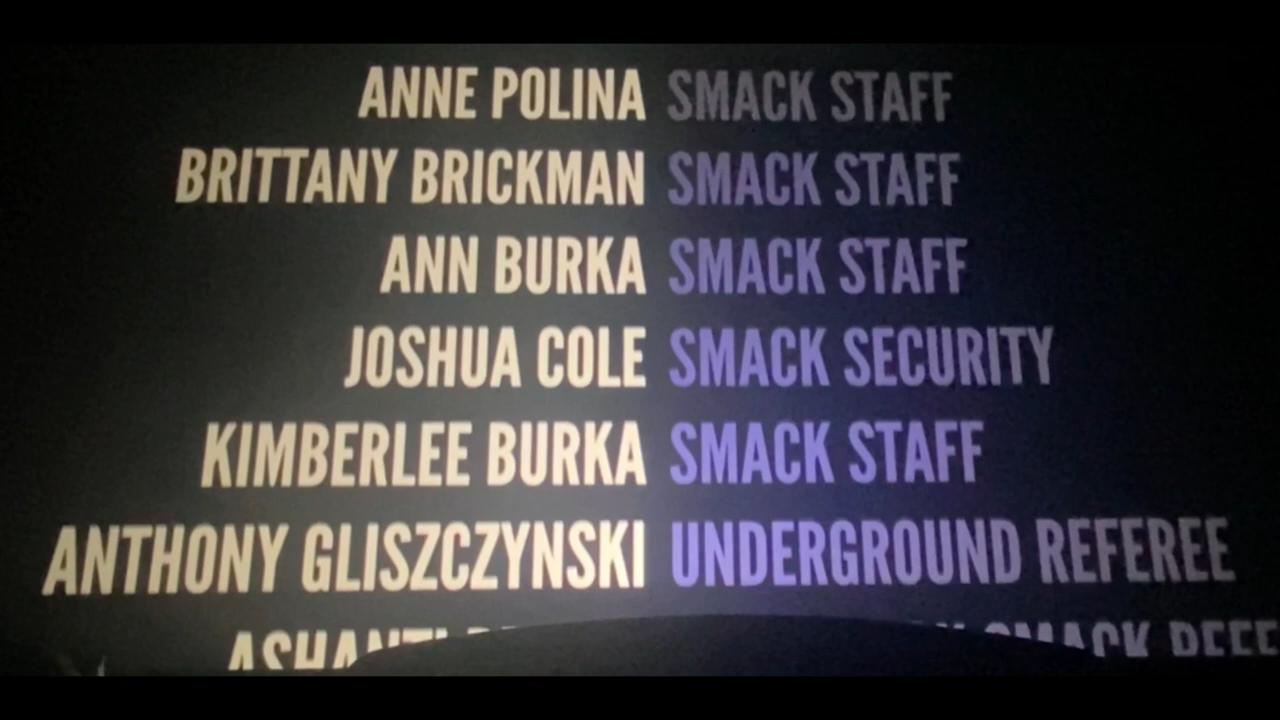 ANNE POLINA SMACK STAFF
BRITTANY BRICKMAN SMACK STAFF
ANN BURKA SMACK STAFF
JOSHUA COLE SMACK SECURITY
KIMBERLEE BURKA SMACK STAFF
ANTHONY GLISZCZYNSKI UNDERGROUND REFEREE
SMACK